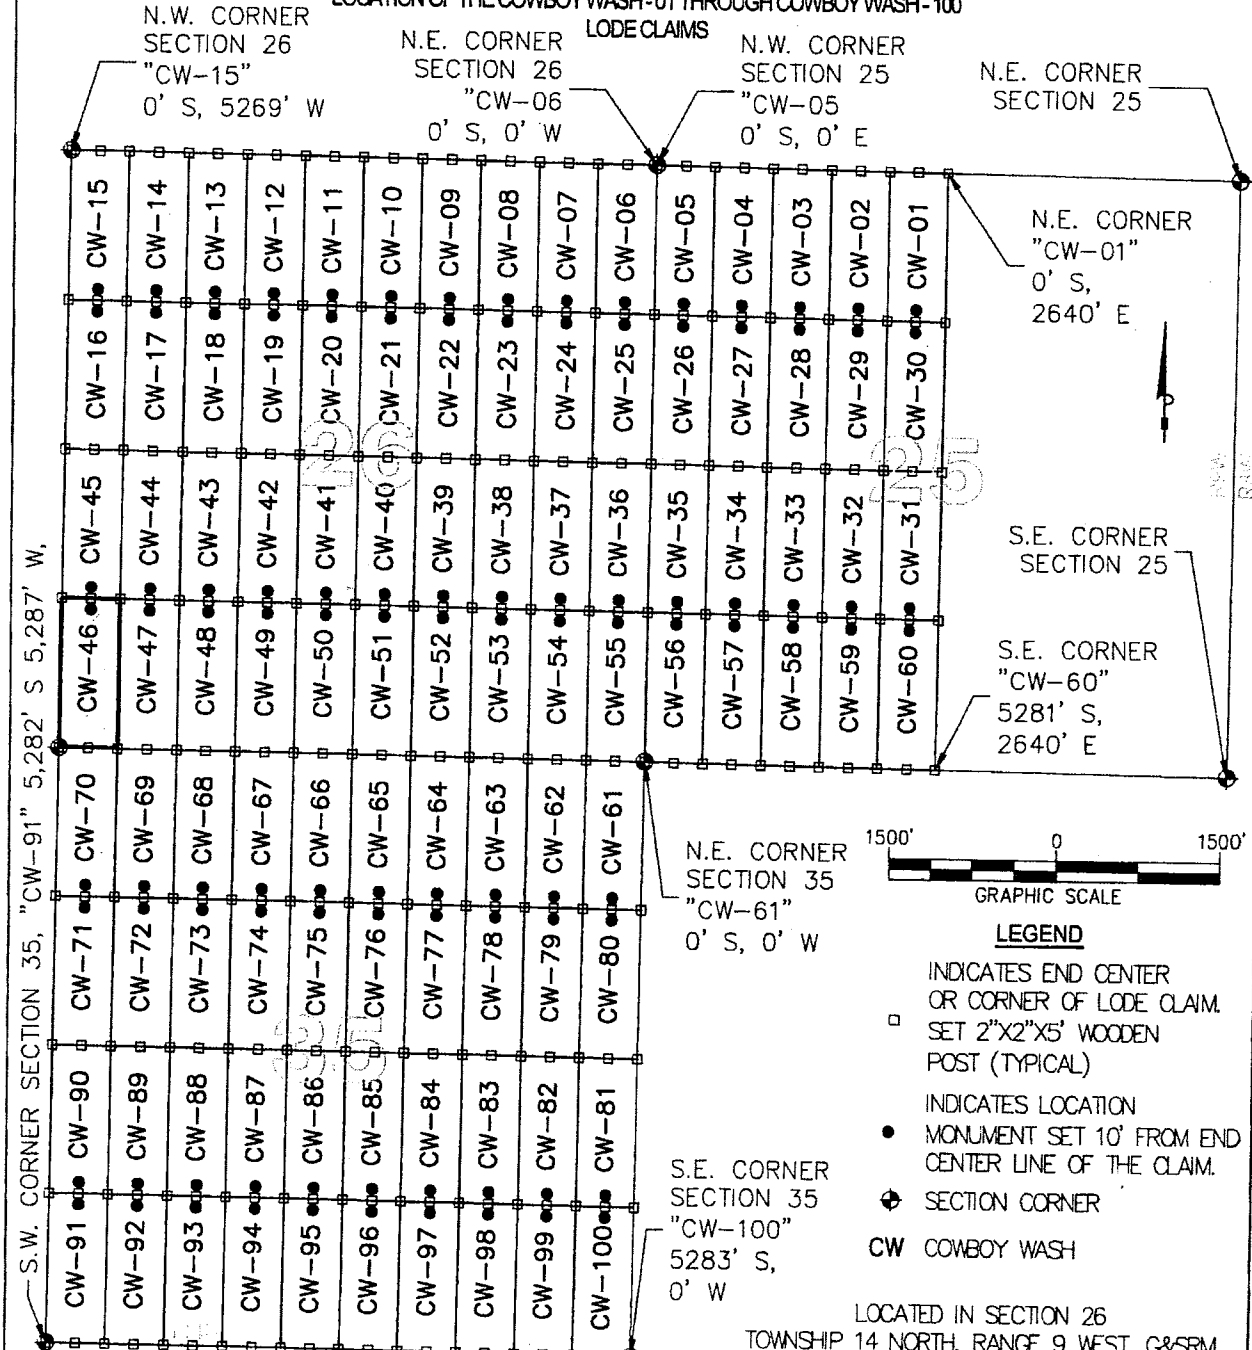 LOCATION OF THE COWBOY WASH-01 THROUGH COWBOY WASH-100
LODE CLAIMS
N.W. CORNER
SECTION 26
"CW-15"
0' S, 5269' W
N.E. CORNER
SECTION 26
"CW-06
0' S, 0' W
N.W. CORNER
SECTION 25
"CW-05
0' S, 0' E
N.E. CORNER
SECTION 25
N.E. CORNER
"CW-01"
0' S,
2640' E
CW-15 CW-14 CW-13 CW-12 CW-11 CW-10 CW-09 CW-08 CW-07 CW-06 CW-05 CW-04 CW-03 CW-02 CW-01
CW-16 CW-17 CW-18 CW-19 CW-20 CW-21 CW-22 CW-23 CW-24 CW-25 CW-26 CW-27 CW-28 CW-29 CW-30
26
25
CW-45 CW-44 CW-43 CW-42 CW-41 CW-40 CW-39 CW-38 CW-37 CW-36 CW-35 CW-34 CW-33 CW-32 CW-31
S.E. CORNER
SECTION 25
CW-46 CW-47 CW-48 CW-49 CW-50 CW-51 CW-52 CW-53 CW-54 CW-55 CW-56 CW-57 CW-58 CW-59 CW-60
S.E. CORNER
"CW-60"
5281' S,
2640' E
CW-70 CW-69 CW-68 CW-67 CW-66 CW-65 CW-64 CW-63 CW-62 CW-61
N.E. CORNER
SECTION 35
"CW-61"
0' S, 0' W
CW-71 CW-72 CW-73 CW-74 CW-75 CW-76 CW-77 CW-78 CW-79 CW-80
35
CW-90 CW-89 CW-88 CW-87 CW-86 CW-85 CW-84 CW-83 CW-82 CW-81
CW-91 CW-92 CW-93 CW-94 CW-95 CW-96 CW-97 CW-98 CW-99 CW-100
S.W. CORNER SECTION 35, "CW-91" 5,282' S 5,287' W,
S.E. CORNER
SECTION 35
"CW-100"
5283' S,
0' W
1500' 0 1500'
GRAPHIC SCALE
LEGEND
INDICATES END CENTER
OR CORNER OF LODE CLAIM.
SET 2"X2"X5' WOODEN
POST (TYPICAL)
INDICATES LOCATION
MONUMENT SET 10' FROM END
CENTER LINE OF THE CLAIM.
SECTION CORNER
CW COWBOY WASH
LOCATED IN SECTION 26
TOWNSHIP 14 NORTH, RANGE 9 WEST, G&SRM